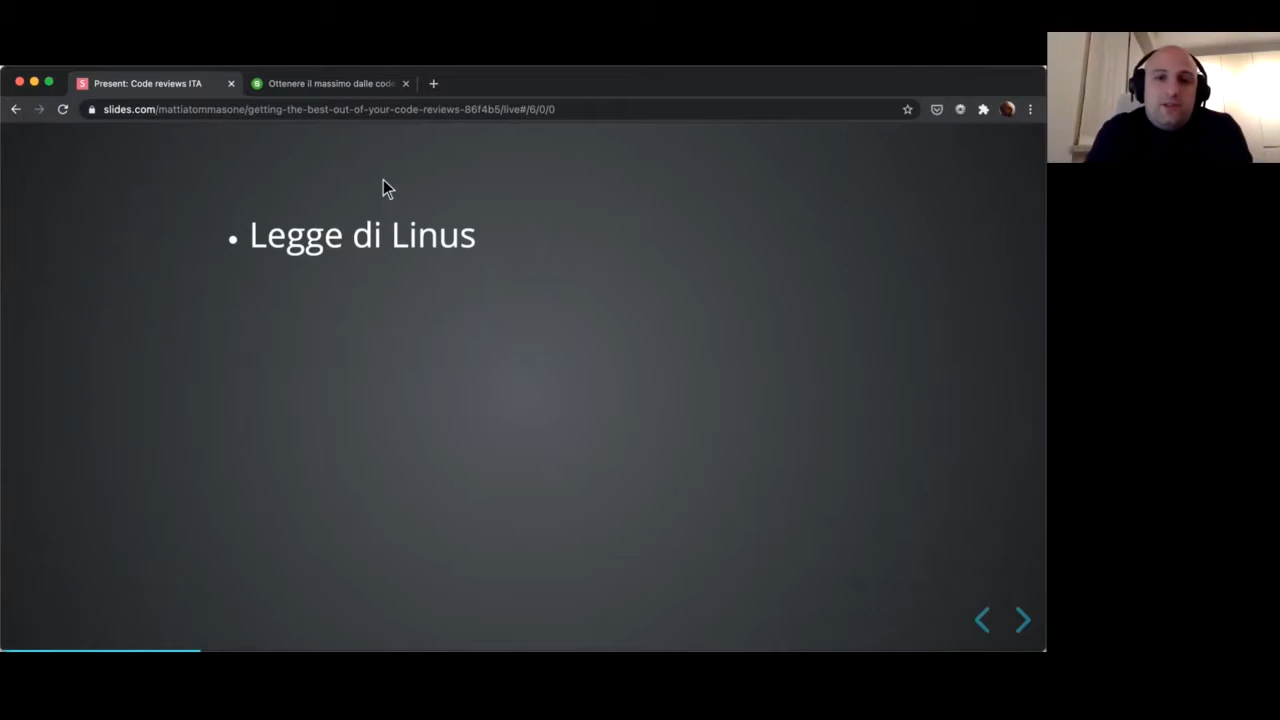 Present: Code reviews ITA
Ottenere il massimo dalle code
slides.com/mattiatommasone/getting-the-best-out-of-your-code-reviews-86f4b5/live#/6/0/0
• Legge di Linus